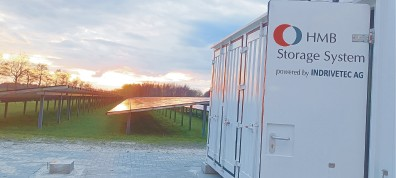 HMB
Storage System
powered by INDRIVETEC AG